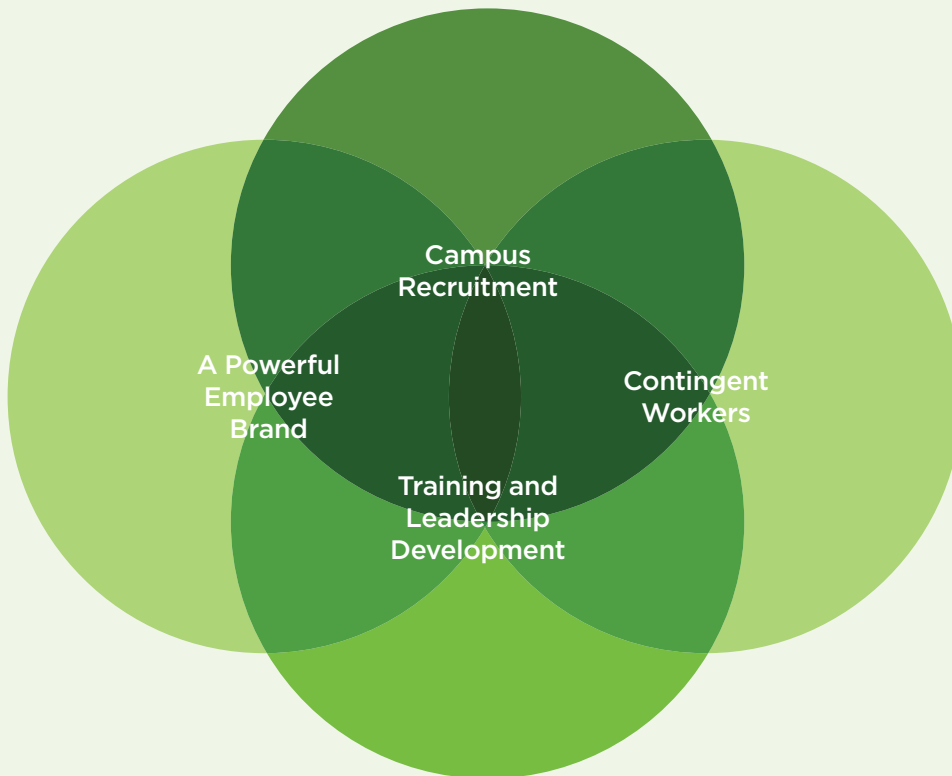 Campus
Recruitment
A Powerful
Employee
Brand
Contingent
Workers
Training and
Leadership
Development